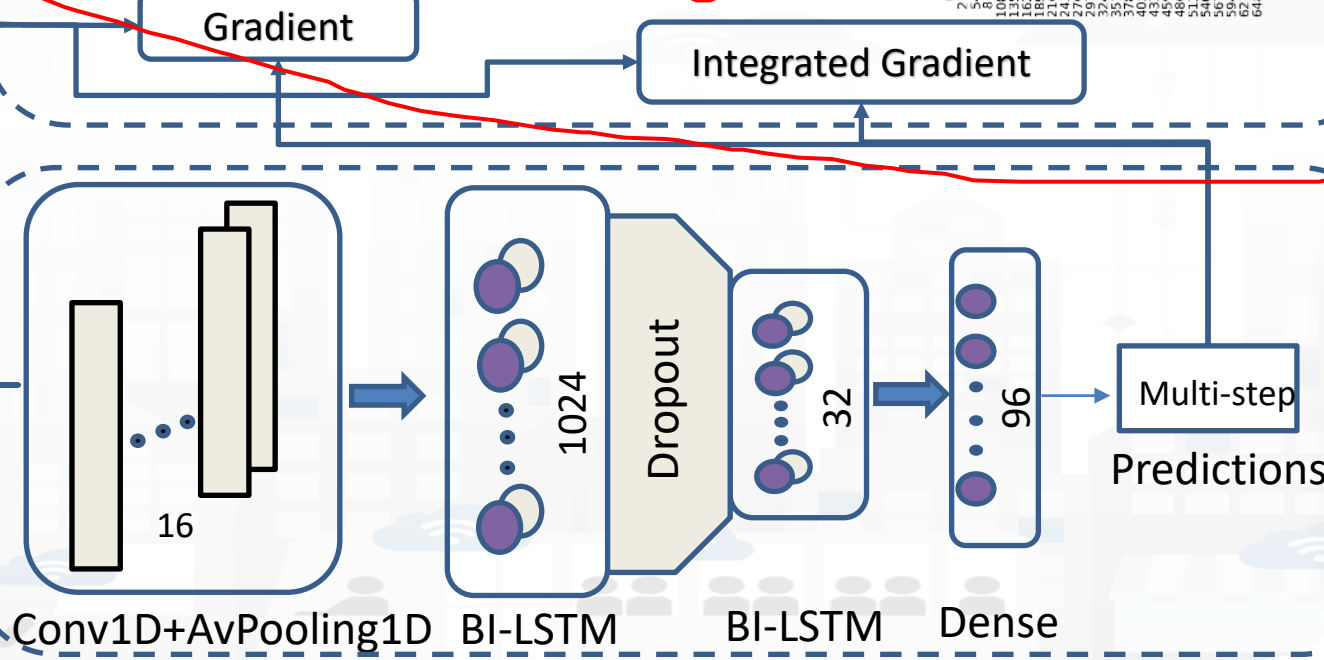 Gradient
Integrated Gradient
16
1024
Dropout
32
96
Multi-step
Predictions
Conv1D+AvPooling1D
BI-LSTM
BI-LSTM
Dense